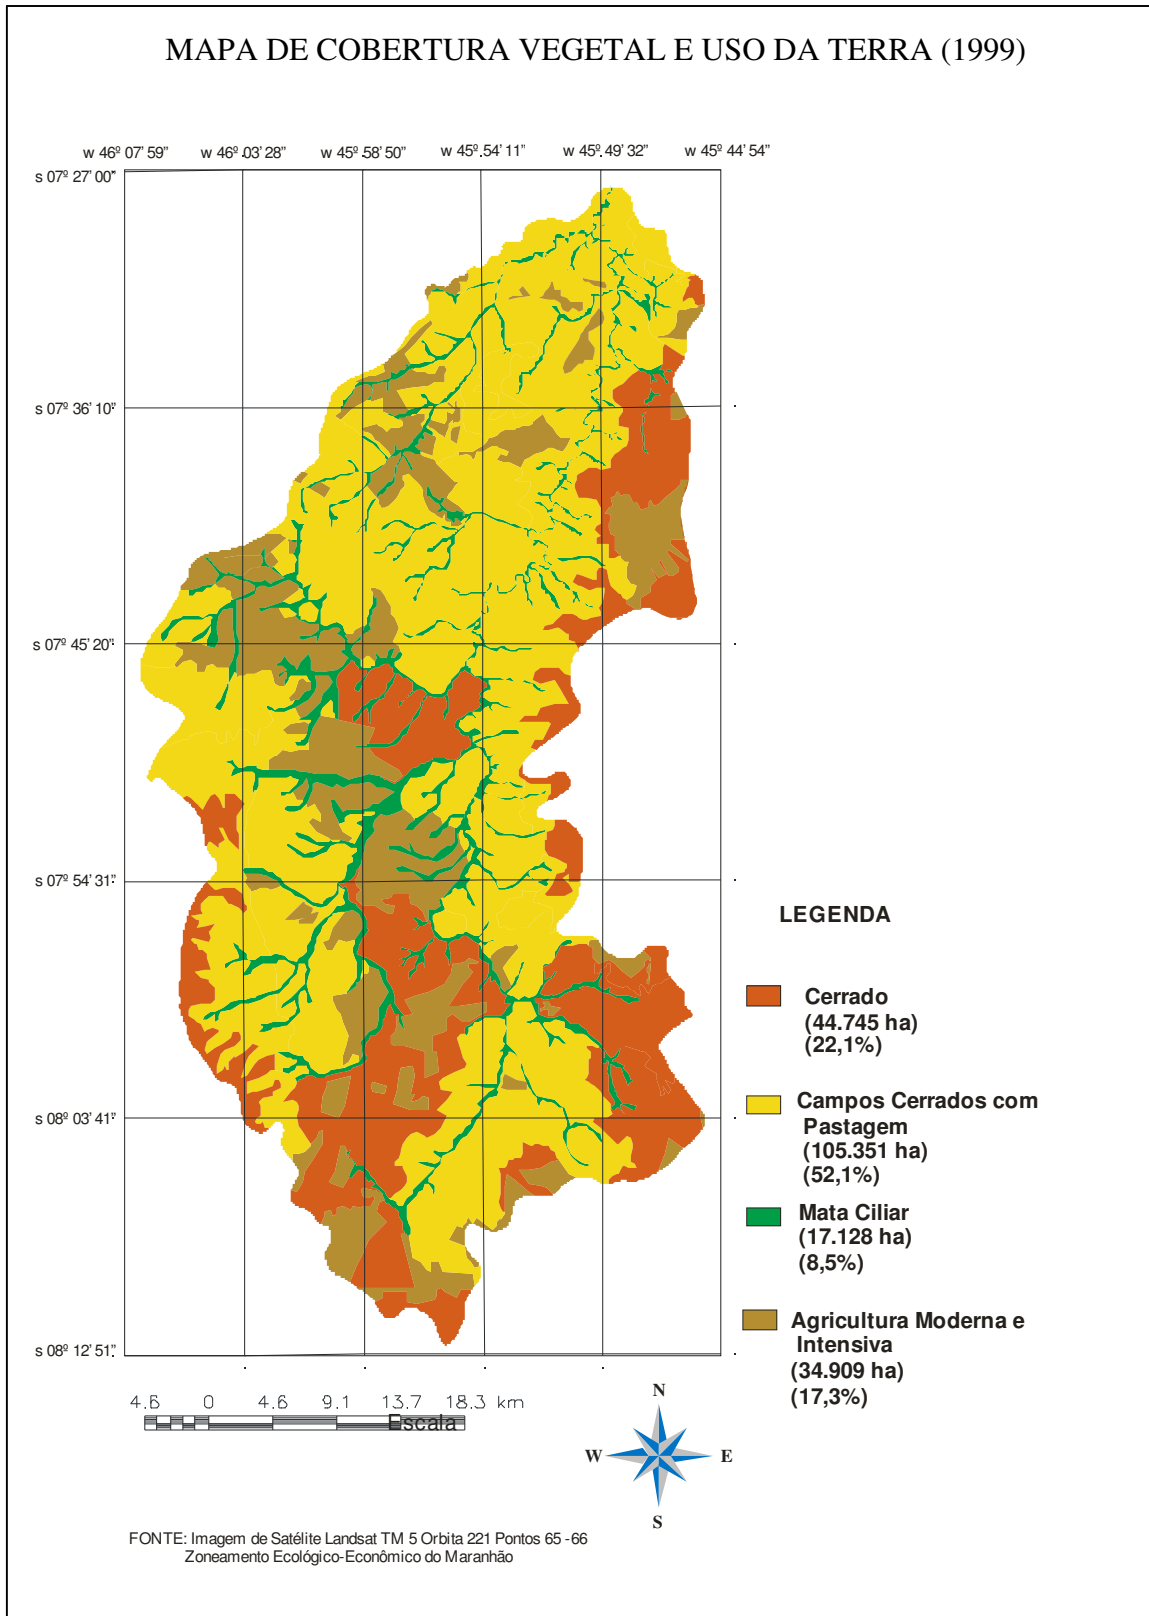 MAPA DE COBERTURA VEGETAL E USO DA TERRA (1999)
w 46º 07' 59" w 46º 03' 28" w 45º 58' 50" w 45º 54' 11" w 45º 49' 32" w 45º 44' 54"
s 07º 27' 00"
s 07º 36' 10"
s 07º 45' 20"
s 07º 54' 31"
s 08º 03' 41"
s 08º 12' 51"
LEGENDA
Cerrado
(44.745 ha)
(22,1%)
Campos Cerrados com
Pastagem
(105.351 ha)
(52,1%)
Mata Ciliar
(17.128 ha)
(8,5%)
Agricultura Moderna e
Intensiva
(34.909 ha)
(17,3%)
4.6 0 4.6 9.1 13.7 18.3 km
Escala
N
W E
S
FONTE: Imagem de Satélite Landsat TM 5 Orbita 221 Pontos 65 - 66
Zoneamento Ecológico-Econômico do Maranhão